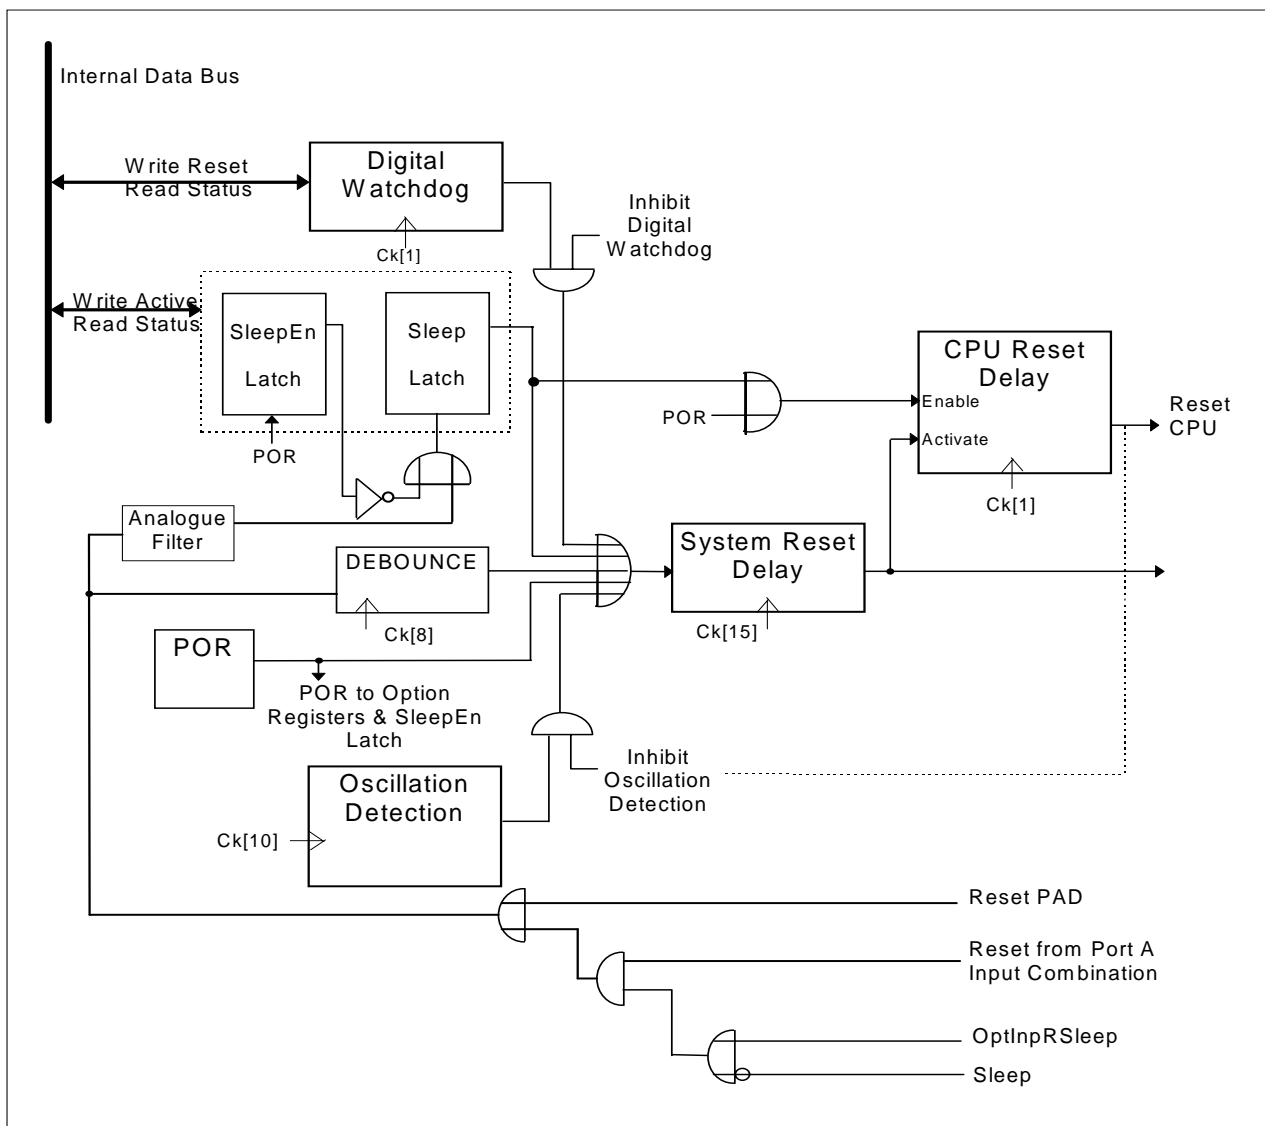 Internal Data Bus
Write Reset
Read Status
Digital
Watchdog
Ck[1]
Inhibit
Digital
Watchdog
Write Active
Read Status
SleepEn
Latch
Sleep
Latch
POR
POR
CPU Reset
Delay
Enable
Activate
Ck[1]
Reset
CPU
Analogue
Filter
DEBOUNCE
Ck[8]
System Reset
Delay
Ck[15]
POR
POR to Option
Registers & SleepEn
Latch
Inhibit
Oscillation
Detection
Oscillation
Detection
Ck[10]
Reset PAD
Reset from Port A
Input Combination
OptInpRSleep
Sleep